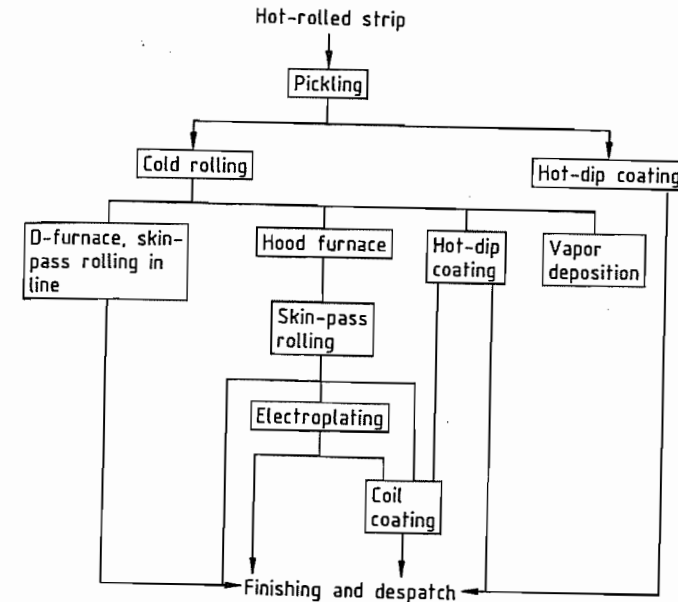 Hot-rolled strip
Pickling
Cold rolling
Hot-dip coating
D-furnace, skin-
pass rolling in
line
Hood furnace
Hot-dip
coating
Vapor
deposition
Skin-pass
rolling
Electroplating
Coil
coating
Finishing and despatch